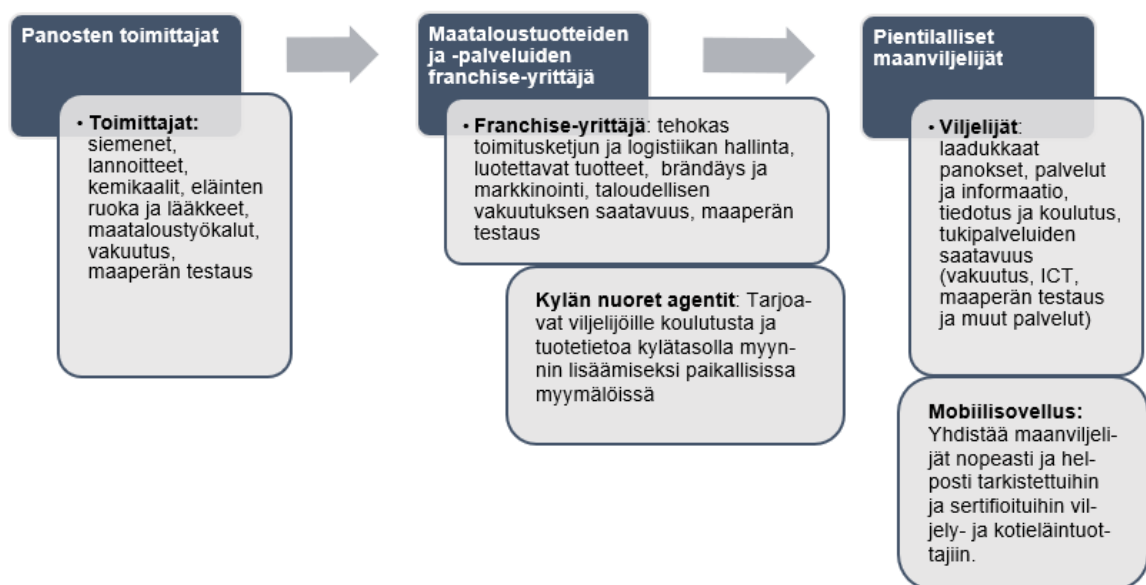 Panosten toimittajat
• Toimittajat:
siemenet,
lannoitteet,
kemikaalit, eläinten
ruoka ja lääkkeet,
maataloustyökalut,
vakuutus,
maaperän testaus
Maataloustuotteiden
ja -palveluiden
franchise-yrittäjä
• Franchise-yrittäjä: tehokas
toimitusketjun ja logistiikan hallinta,
luotettavat tuotteet, brändäys ja
markkinointi, taloudellisen
vakuutuksen saatavuus, maaperän
testaus
Kylän nuoret agentit: Tarjoa-
vat viljelijöille koulutusta ja
tuotetietoa kylätasolla myyn-
nin lisäämiseksi paikallisissa
myymälöissä
Pientilalliset
maanviljelijät
• Viljelijät:
laadukkaat
panokset, palvelut
ja informaatio,
tiedotus ja koulutus,
tukipalveluiden
saatavuus
(vakuutus, ICT,
maaperän testaus
ja muut palvelut)
Mobiilisovellus:
Yhdistää maanviljeli-
jät nopeasti ja hel-
posti tarkistettuihin
ja sertifioituihin vil-
jely- ja kotieläintuot-
tajiin.